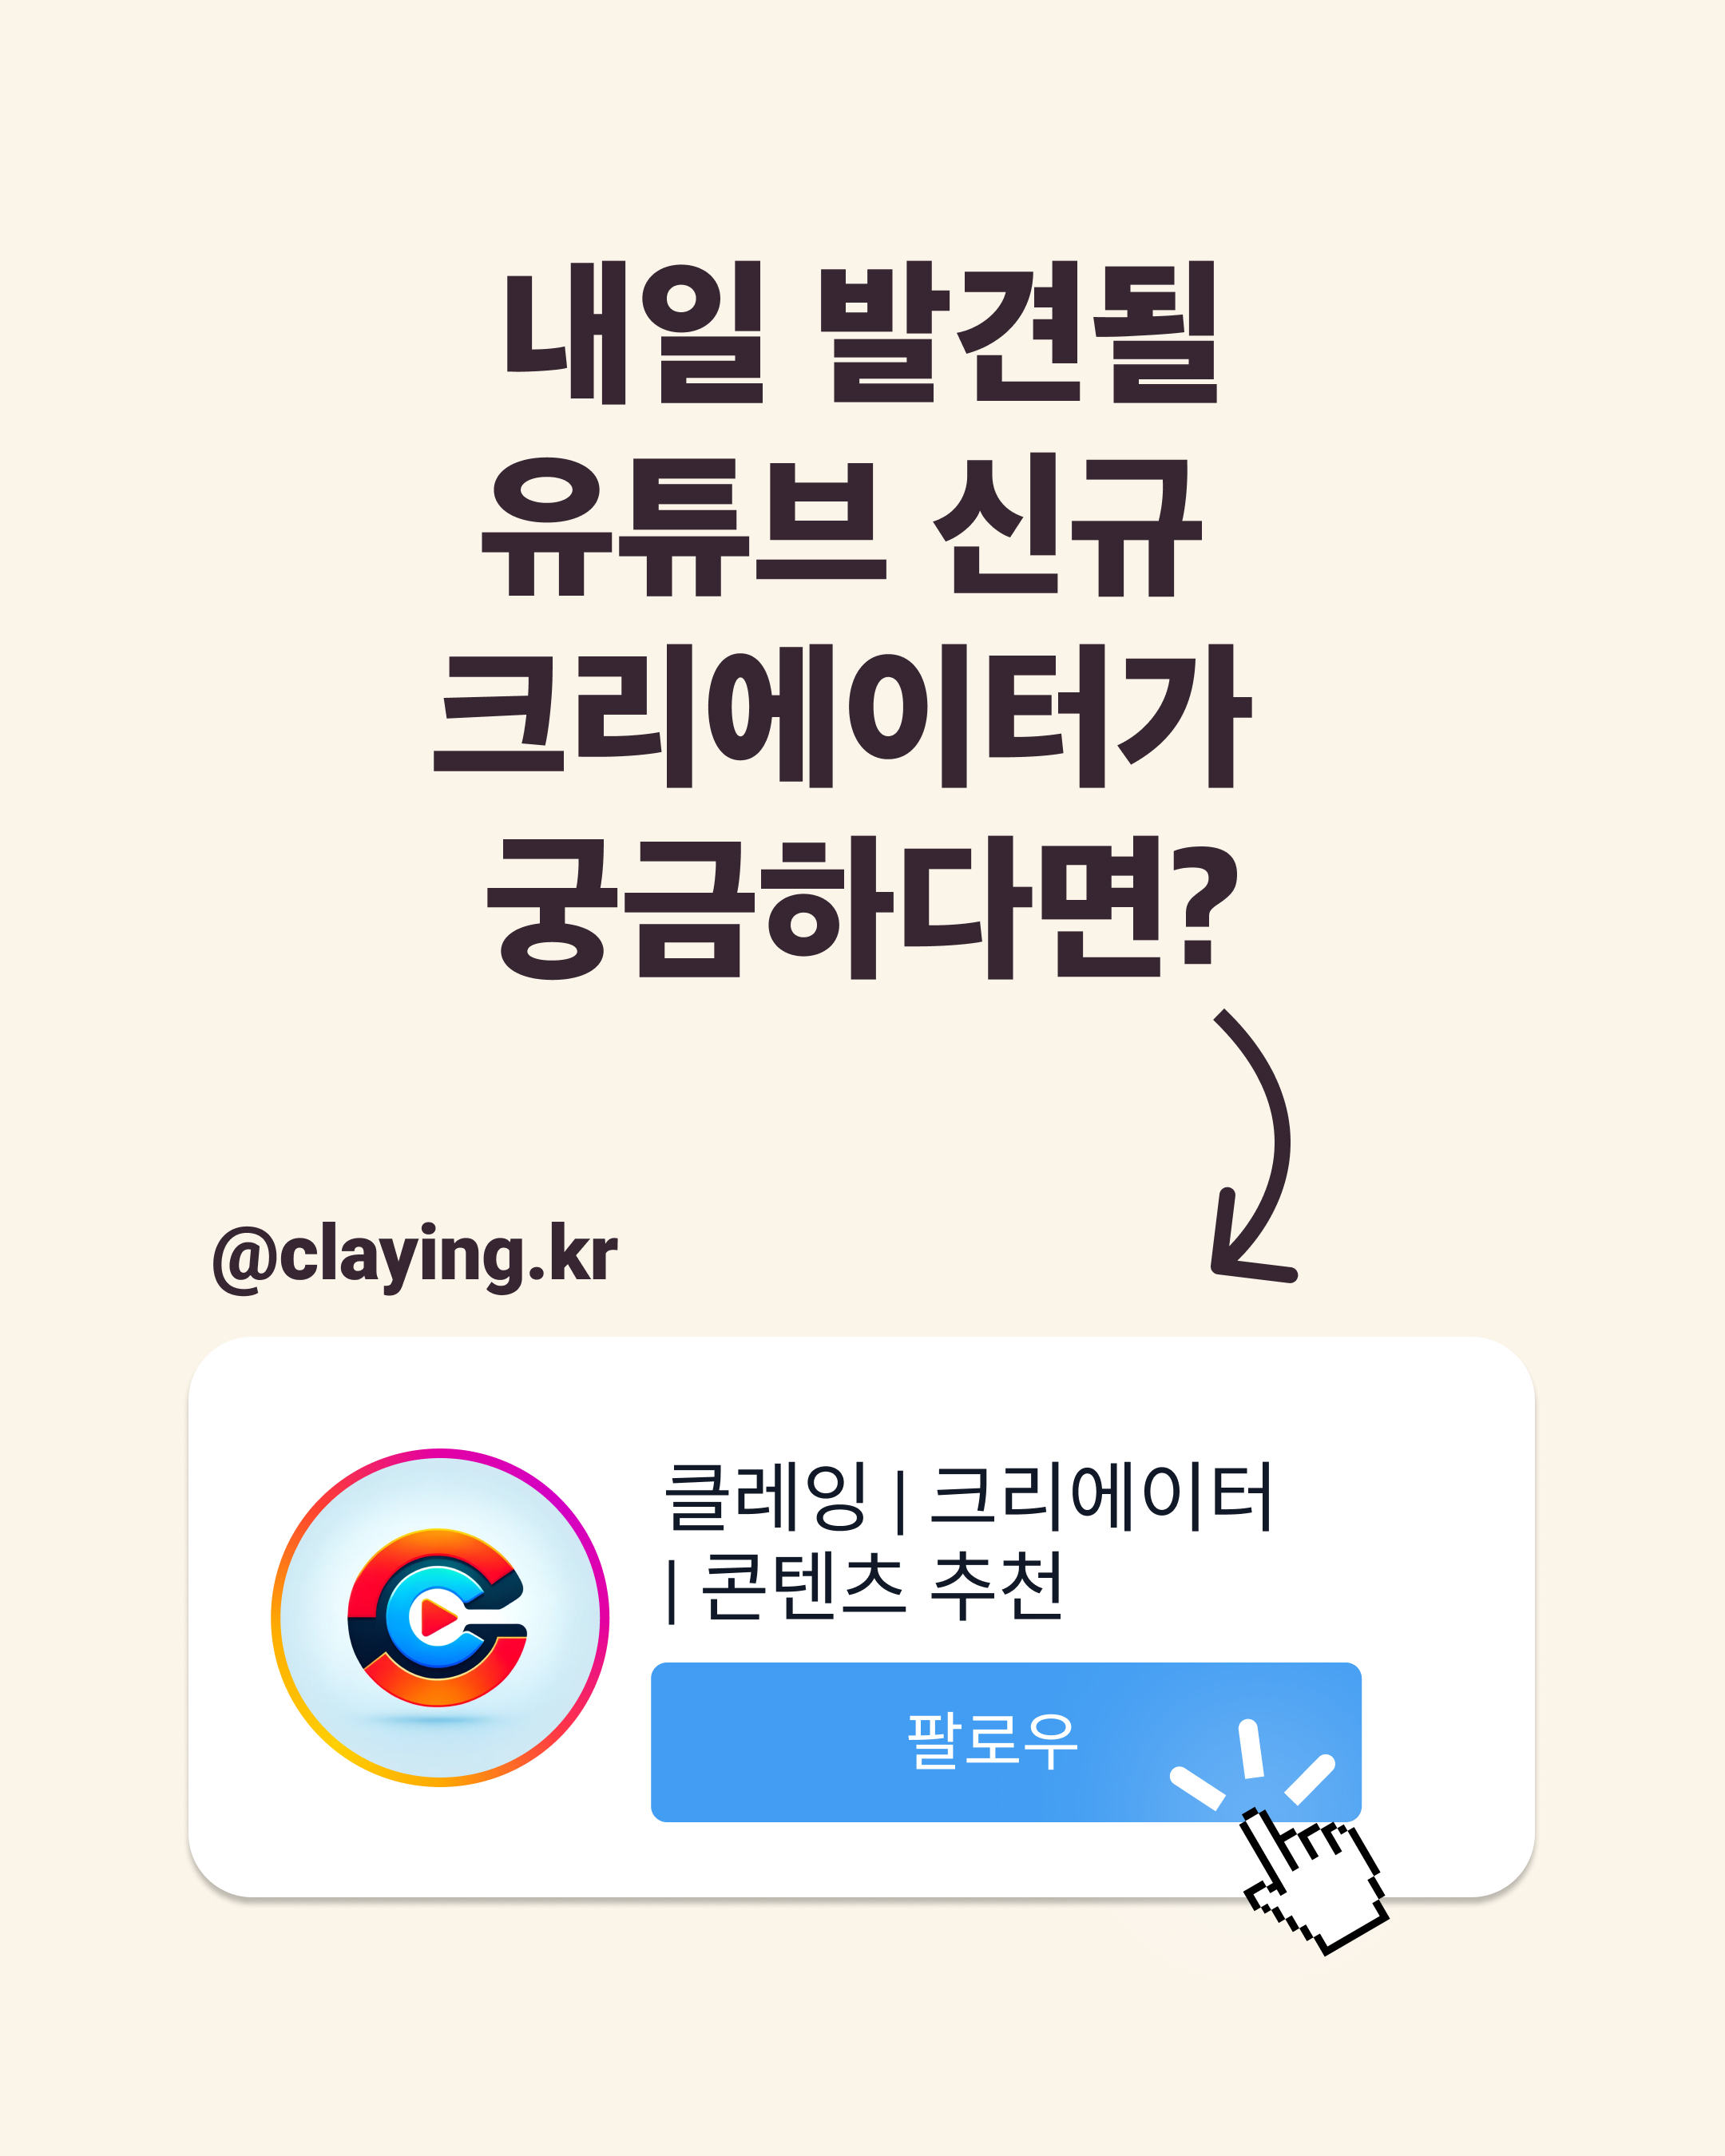 내일 발견될
유튜브 신규
크리에이터가
궁금하다면?
@claying.kr
클레잉 | 크리에이터
| 콘텐츠 추천
팔로우